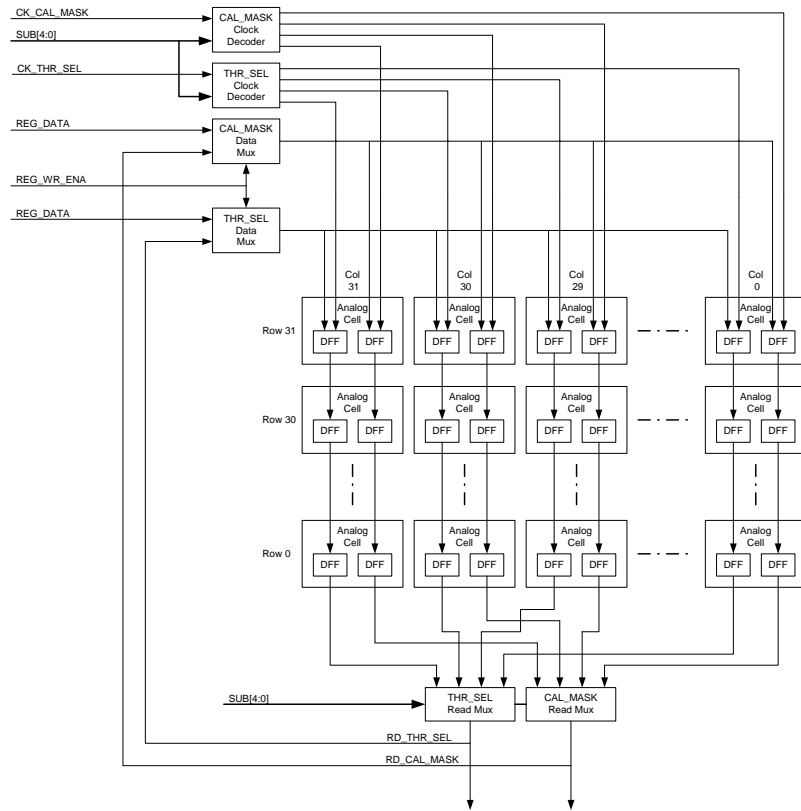 CK_CAL_MASK
SUB[4:0]
CAL_MASK
Clock
Decoder
CK_THR_SEL
THR_SEL
Clock
Decoder
REG_DATA
CAL_MASK
Data
Mux
REG_WR_ENA
REG_DATA
THR_SEL
Data
Mux
Col
31
Col
30
Col
29
Col
0
Row 31
Analog
Cell
DFF
DFF
Analog
Cell
DFF
DFF
Analog
Cell
DFF
DFF
Analog
Cell
DFF
DFF
Row 30
Analog
Cell
DFF
DFF
Analog
Cell
DFF
DFF
Analog
Cell
DFF
DFF
Analog
Cell
DFF
DFF
Row 0
Analog
Cell
DFF
DFF
Analog
Cell
DFF
DFF
Analog
Cell
DFF
DFF
Analog
Cell
DFF
DFF
SUB[4:0]
THR_SEL
Read Mux
CAL_MASK
Read Mux
RD_THR_SEL
RD_CAL_MASK